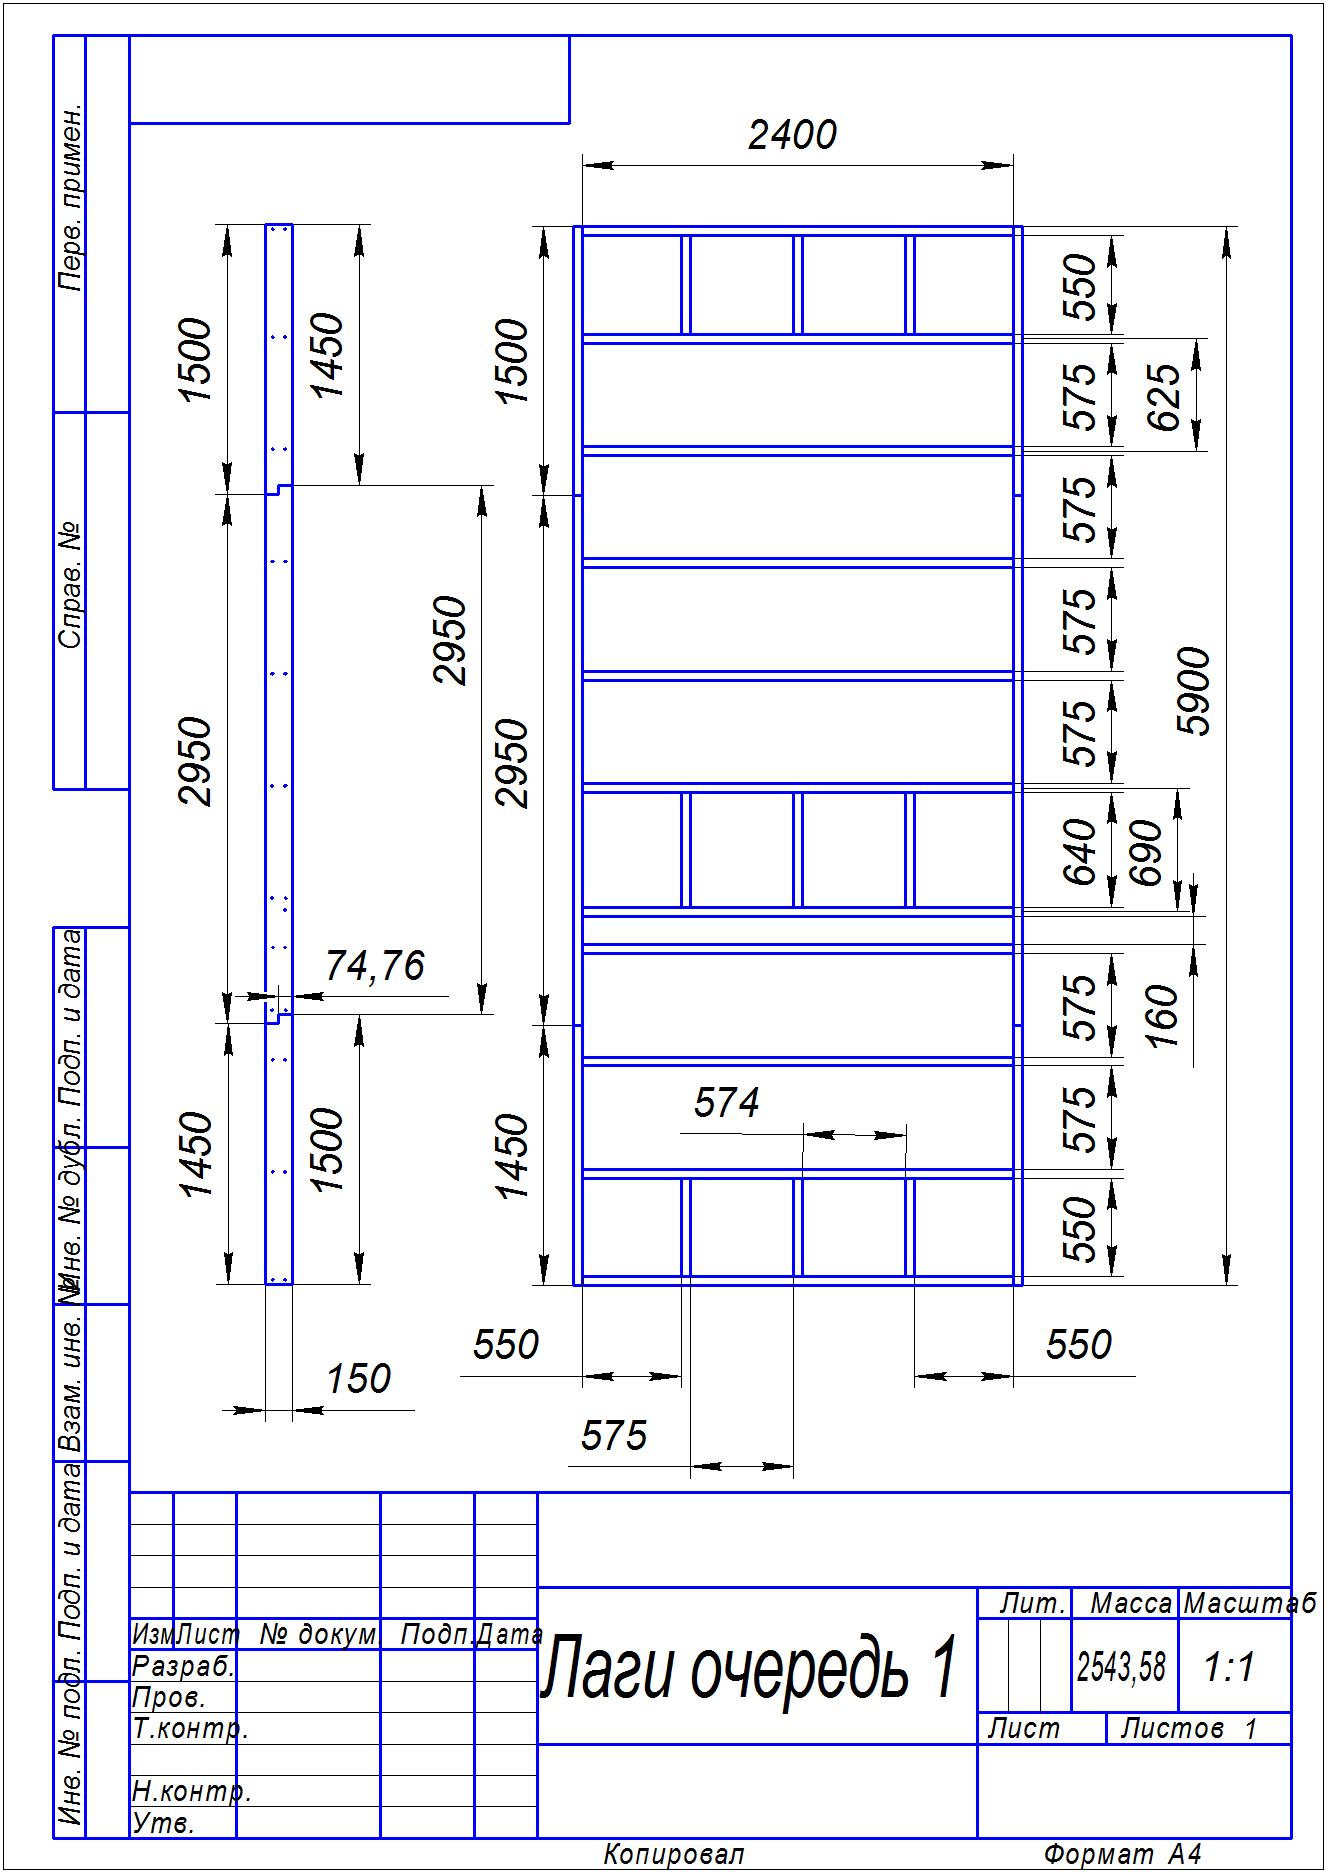 Перв. примен.
Справ. №
Подп. и дата
Инв. № дубл.
Взам. инв. №
Подп. и дата
Инв. № подл.
2400
1500
1450
1500
550
575
625
575
2950
575
5900
2950
2950
575
640
690
74,76
575
160
1450
1500
1450
574
575
550
550
550
150
575
Изм
Лист
№ докум.
Подп.
Дата
Разраб.
Пров.
Т.контр.
Н.контр.
Утв.
Лаги очередь 1
Лит.
Масса
Масштаб
2543,58
1:1
Лист
Листов 1
Копировал
Формат А4